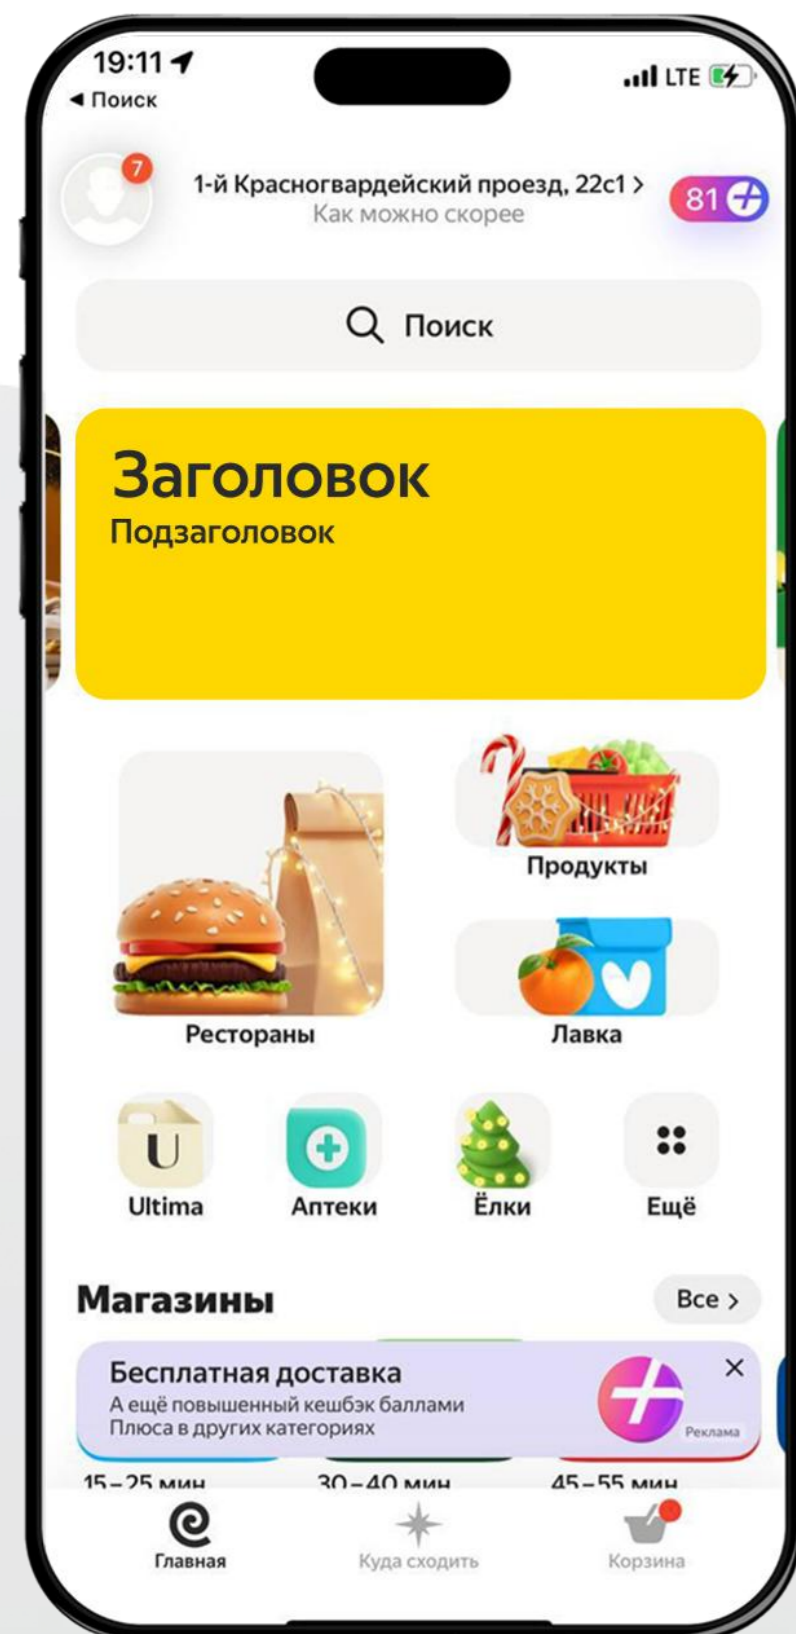 19:11
LTE
Поиск
7
1-й Красногвардейский проезд, 22с1
81
Как можно скорее
Поиск
Заголовок
Подзаголовок
Продукты
Рестораны
Лавка
U
Ultima
Аптеки
Ёлки
Ещё
Магазины
Все
Бесплатная доставка
А ещё повышенный кешбэк баллами
Плюса в других категориях
Реклама
15–25 мин
30–40 мин
45–55 мин
Главная
Куда сходить
Корзина